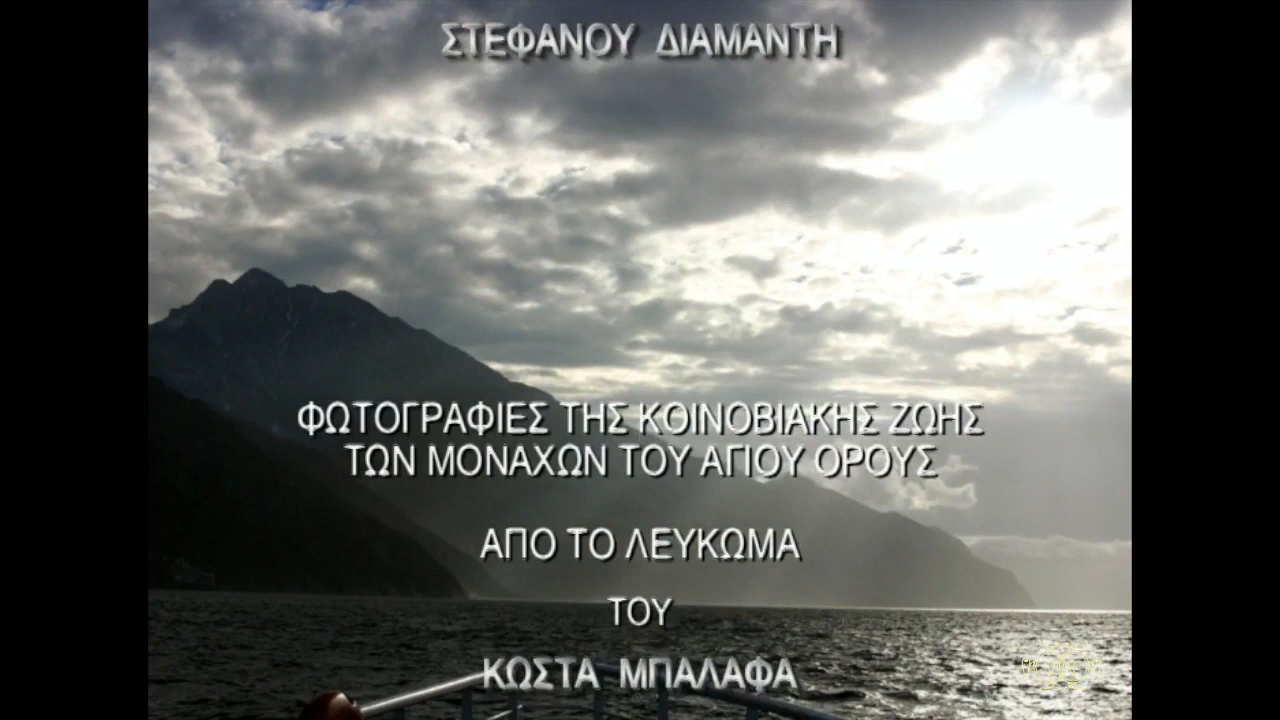 ΣΤΕΦΑΝΟΥ ΔΙΑΜΑΝΤΗ
ΦΩΤΟΓΡΑΦΙΕΣ ΤΗΣ ΚΟΙΝΟΒΙΑΚΗΣ ΖΩΗΣ
ΤΩΝ ΜΟΝΑΧΩΝ ΤΟΥ ΑΓΙΟΥ ΟΡΟΥΣ
ΑΠΟ ΤΟ ΛΕΥΚΩΜΑ
ΤΟΥ
ΚΩΣΤΑ ΜΠΑΛΑΦΑ